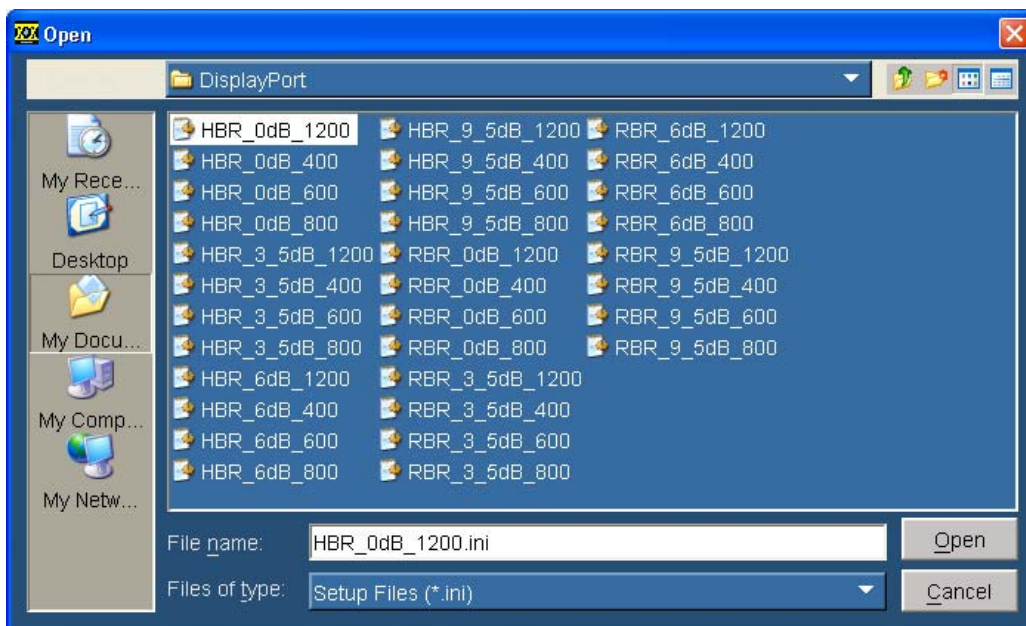 Open
DisplayPort
My Rece...
Desktop
My Docu...
My Comp...
My Netw...
HBR_0dB_1200
HBR_0dB_400
HBR_0dB_600
HBR_0dB_800
HBR_3_5dB_1200
HBR_3_5dB_400
HBR_3_5dB_600
HBR_3_5dB_800
HBR_6dB_1200
HBR_6dB_400
HBR_6dB_600
HBR_6dB_800
HBR_9_5dB_1200
HBR_9_5dB_400
HBR_9_5dB_600
HBR_9_5dB_800
RBR_0dB_1200
RBR_0dB_400
RBR_0dB_600
RBR_0dB_800
RBR_3_5dB_1200
RBR_3_5dB_400
RBR_3_5dB_600
RBR_3_5dB_800
RBR_6dB_1200
RBR_6dB_400
RBR_6dB_600
RBR_6dB_800
RBR_9_5dB_1200
RBR_9_5dB_400
RBR_9_5dB_600
RBR_9_5dB_800
File name: HBR_0dB_1200.ini Open
Files of type: Setup Files (*.ini) Cancel